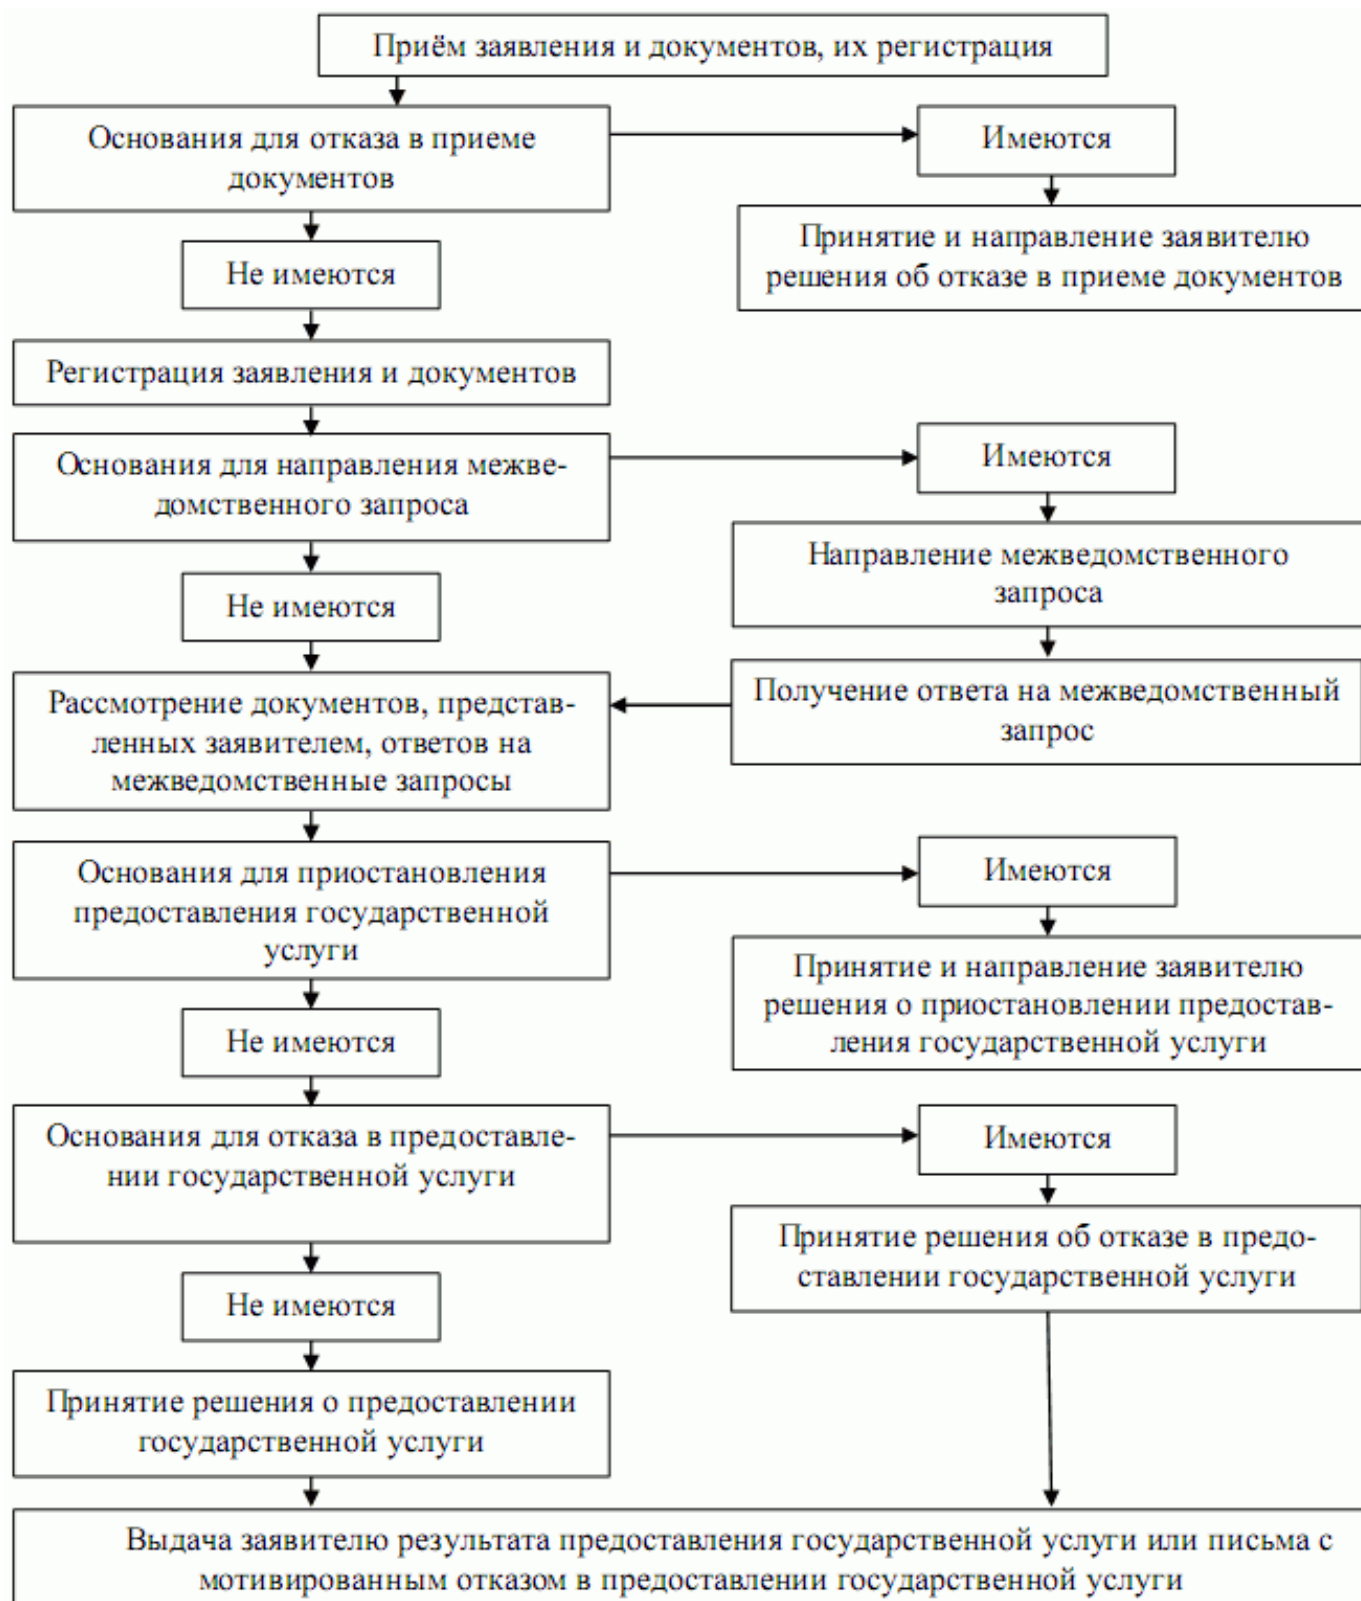 Приём заявления и документов, их регистрация
Основания для отказа в приеме
документов
Имеются
Принятие и направление заявителю
решения об отказе в приеме документов
Не имеются
Регистрация заявления и документов
Основания для направления межве-
домственного запроса
Имеются
Направление межведомственного
запроса
Не имеются
Получение ответа на межведомственный
запрос
Рассмотрение документов, представ-
ленных заявителем, ответов на
межведомственные запросы
Основания для приостановления
предоставления государственной
услуги
Имеются
Принятие и направление заявителю
решения о приостановлении предостав-
ления государственной услуги
Не имеются
Основания для отказа в предоставле-
нии государственной услуги
Имеются
Принятие решения об отказе в предо-
ставлении государственной услуги
Не имеются
Принятие решения о предоставлении
государственной услуги
Выдача заявителю результата предоставления государственной услуги или письма с
мотивированным отказом в предоставлении государственной услуги